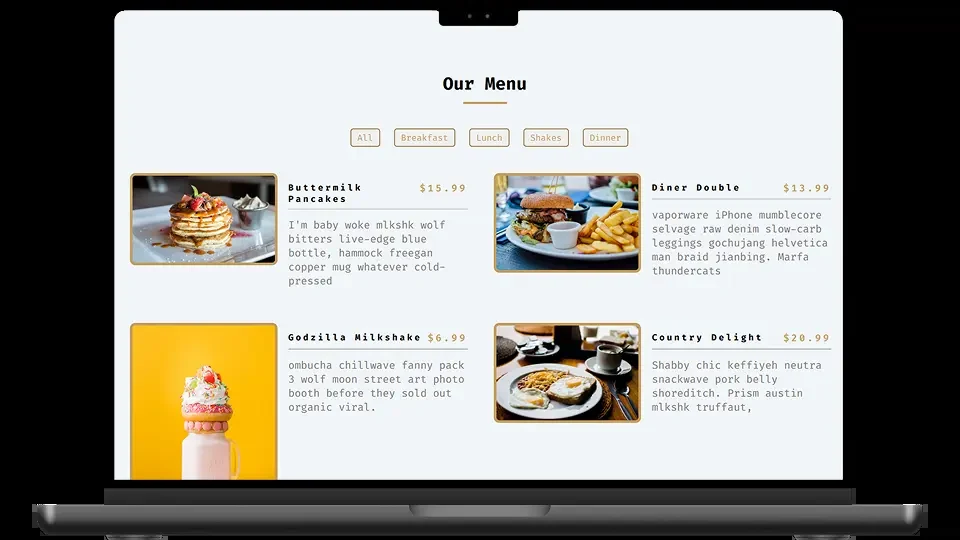 Our Menu
All Breakfast Lunch Shakes Dinner
Buttermilk
Pancakes
$15.99
I'm baby woke mlkshk wolf
bitters live-edge blue
bottle, hammock freegan
copper mug whatever cold-
pressed
Diner Double $13.99
vaporware iPhone mumblecore
selvage raw denim slow-carb
leggings gochujang helvetica
man braid jianbing. Marfa
thundercats
Godzilla Milkshake $6.99
ombucha chillwave fanny pack
3 wolf moon street art photo
booth before they sold out
organic viral.
Country Delight $20.99
Shabby chic keffiyeh neutra
snackwave pork belly
shoreditch. Prism austin
mlkshk truffaut,